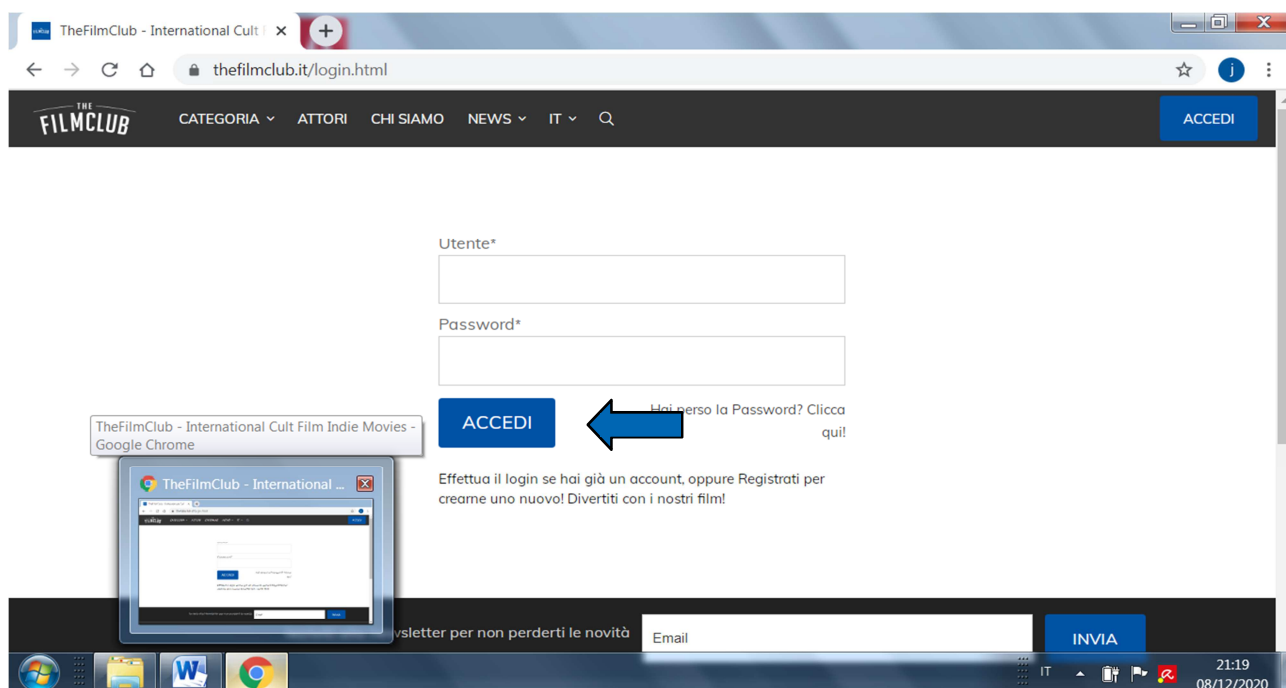 TheFilmClub - International Cult F
thefilmclub.it/login.html
j
THE
FILMCLUB
CATEGORIA
ATTORI
CHI SIAMO
NEWS
IT
ACCEDI
Utente*
Password*
ACCEDI
Hai perso la Password? Clicca
qui!
Effettua il login se hai già un account, oppure Registrati per
crearne uno nuovo! Divertiti con i nostri film!
TheFilmClub - International Cult Film Indie Movies -
Google Chrome
TheFilmClub - International ...
per non perderti le novità
Email
INVIA
IT
21:19
08/12/2020